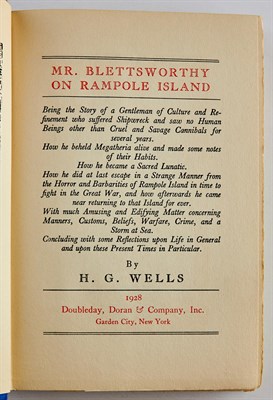 MR. BLETTSWORTHY
ON RAMPOLE ISLAND
Being the Story of a Gentleman of Culture and Re-
finement who suffered Shipwreck and saw no Human
Beings other than Cruel and Savage Cannibals for
several years.
How he beheld Megatheria alive and made some notes
of their Habits.
How he became a Sacred Lunatic.
How he did at last escape in a Strange Manner from
the Horror and Barbarities of Rampole Island in time to
fight in the Great War, and how afterwards he came
near returning to that Island for ever.
With much Amusing and Edifying Matter concerning
Manners, Customs, Beliefs, Warfare, Crime, and a
Storm at Sea.
Concluding with some Reflections upon Life in General
and upon these Present Times in Particular.
By
H. G. WELLS
1928
Doubleday, Doran & Company, Inc.
Garden City, New York